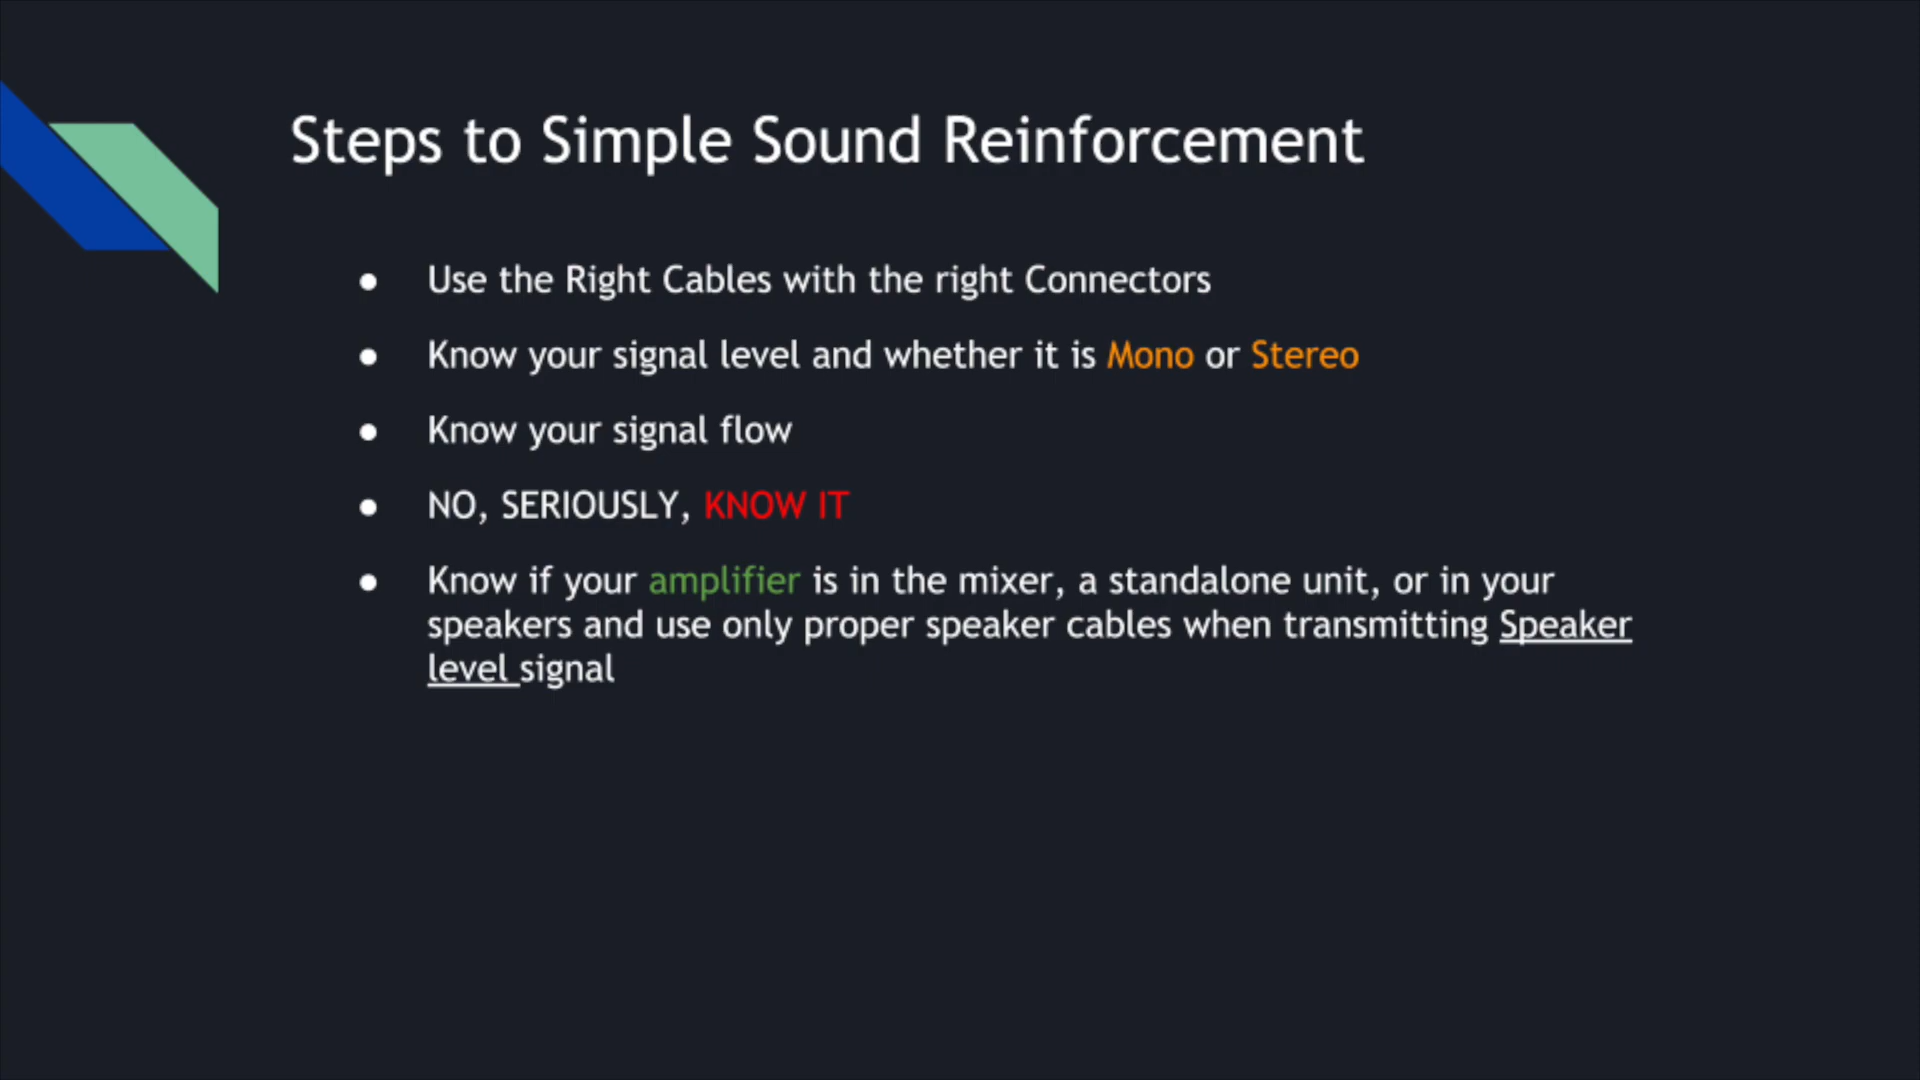 Steps to Simple Sound Reinforcement
● Use the Right Cables with the right Connectors
● Know your signal level and whether it is Mono or Stereo
● Know your signal flow
● NO, SERIOUSLY, KNOW IT
● Know if your amplifier is in the mixer, a standalone unit, or in your
speakers and use only proper speaker cables when transmitting Speaker
level signal